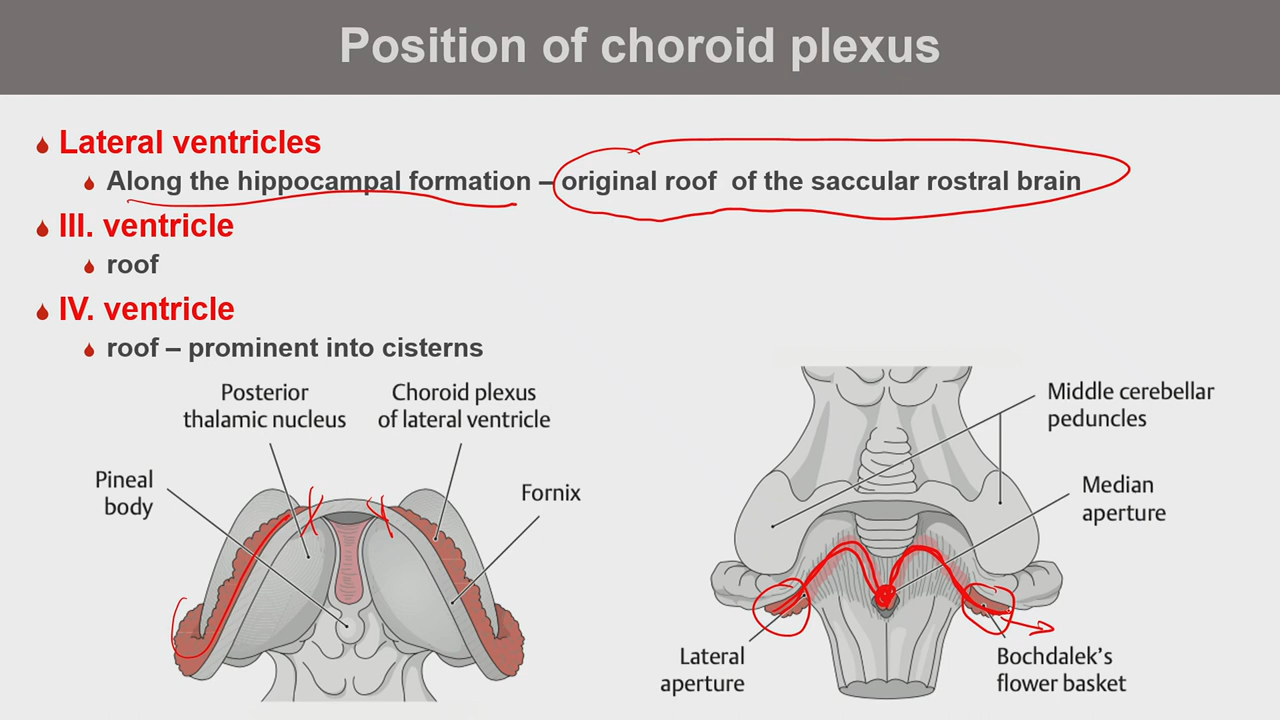 Position of choroid plexus
Lateral ventricles
Along the hippocampal formation – original roof of the saccular rostral brain
III. ventricle
roof
IV. ventricle
roof – prominent into cisterns
Posterior
thalamic nucleus
Choroid plexus
of lateral ventricle
Pineal
body
Fornix
Middle cerebellar
peduncles
Median
aperture
Lateral
aperture
Bochdalek's
flower basket